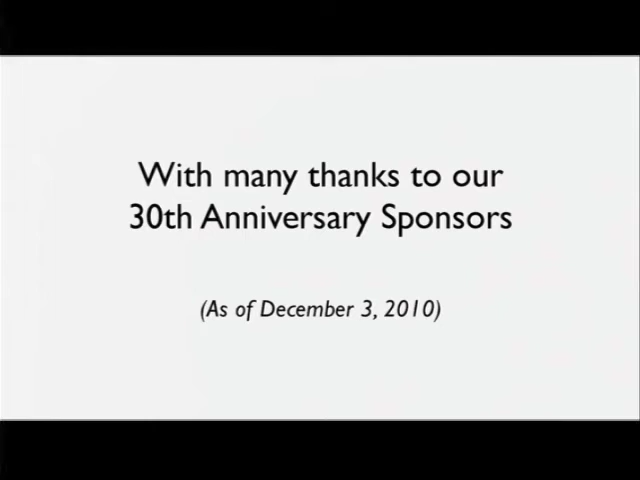 With many thanks to our
30th Anniversary Sponsors
(As of December 3, 2010)